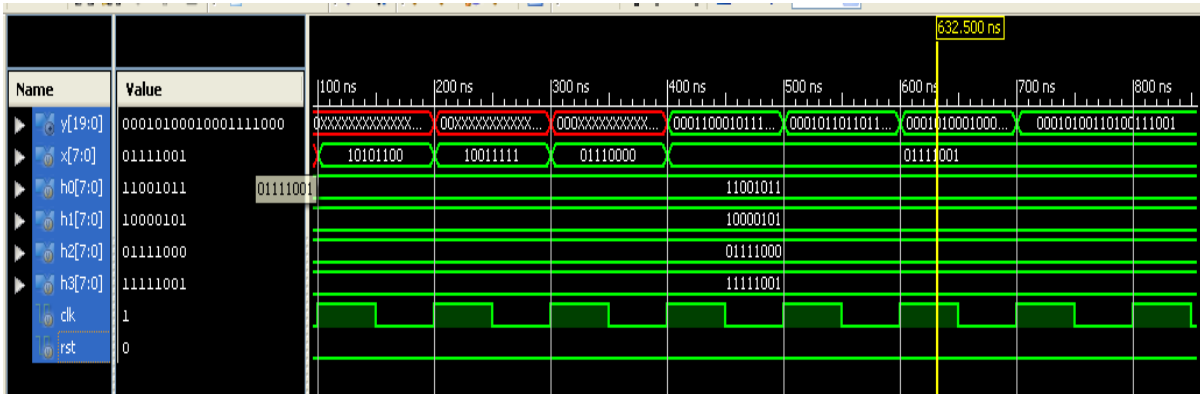 632.500 ns
Name Value
100 ns 200 ns 300 ns 400 ns 500 ns 600 ns 700 ns 800 ns
y[19:0] 00010100010001111000 0XXXXXXXXXXXXX... 00XXXXXXXXXXX... 000XXXXXXXXXX... 0001100010111... 0001011011011... 0001010001000... 00010100110100111001
x[7:0] 01111001 10101100 10011111 01110000 01111001
h0[7:0] 11001011 01111001 11001011
h1[7:0] 10000101 10000101
h2[7:0] 01111000 01111000
h3[7:0] 11111001 11111001
clk 1
rst 0